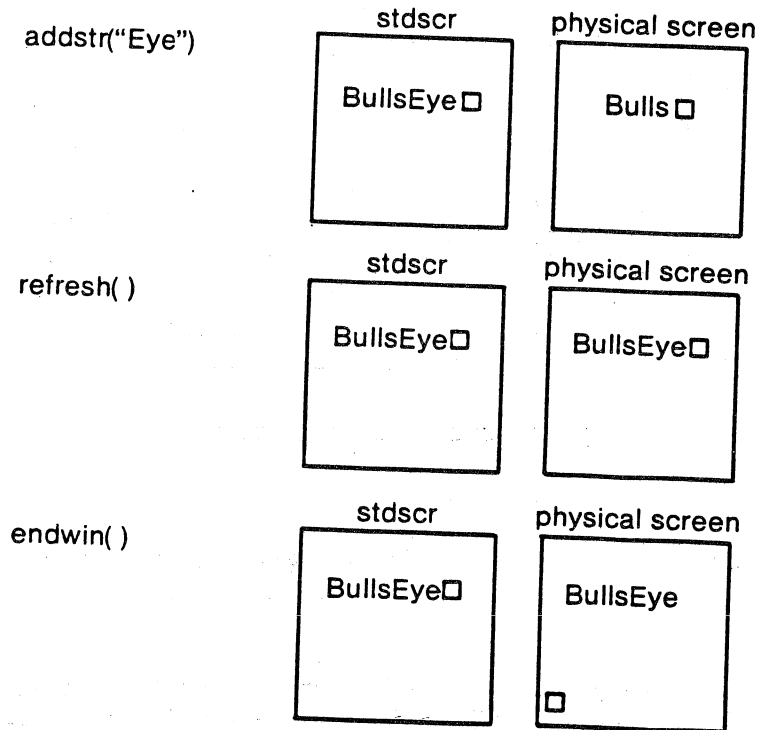 stdscr physical screen
addstr(“Eye”)
BullsEye Bulls
stdscr physical screen
refresh( )
BullsEye BullsEye
stdscr physical screen
endwin( )
BullsEye BullsEye